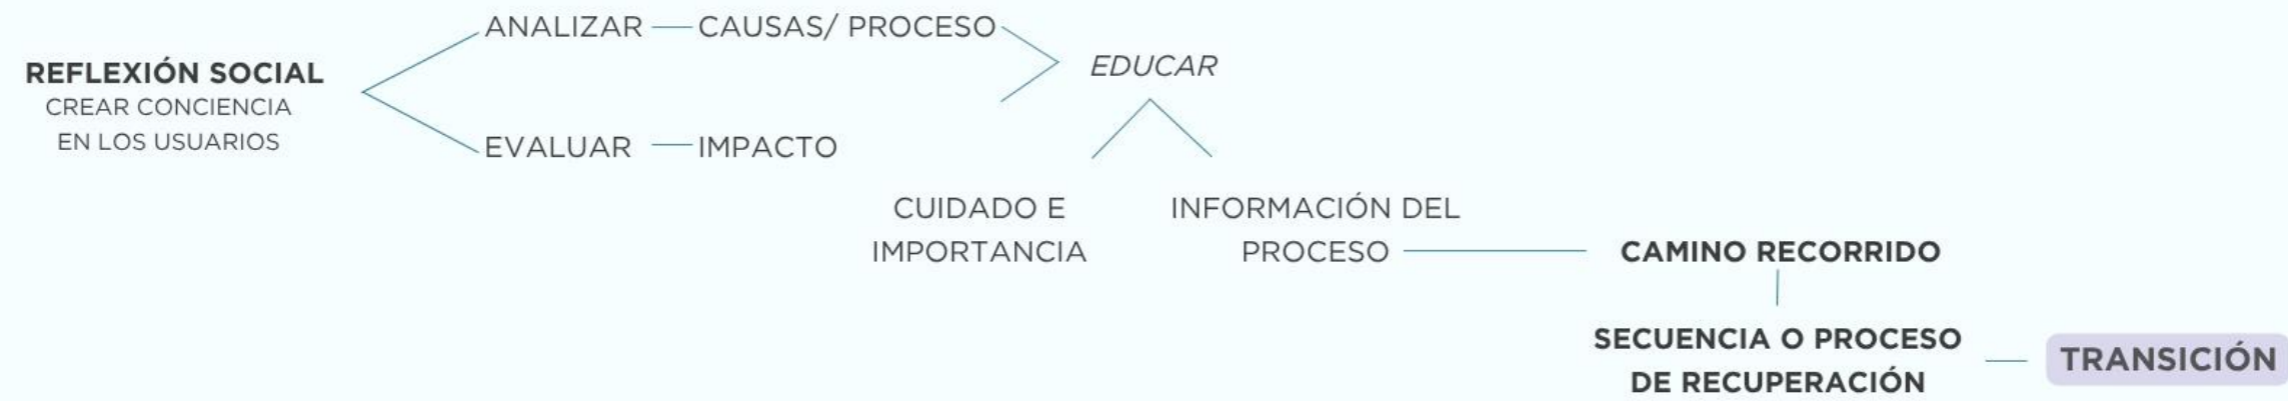 REFLEXIÓN SOCIAL
CREAR CONCIENCIA
EN LOS USUARIOS
ANALIZAR
CAUSAS/ PROCESO
EVALUAR
IMPACTO
EDUCAR
CUIDADO E
IMPORTANCIA
INFORMACIÓN DEL
PROCESO
CAMINO RECORRIDO
SECUENCIA O PROCESO
DE RECUPERACIÓN
TRANSICIÓN